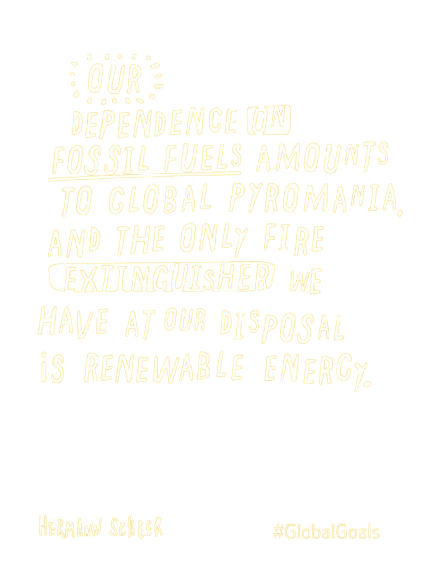 OUR
DEPENDENCE ON
FOSSIL FUELS AMOUNTS
TO GLOBAL PYROMANIA,
AND THE ONLY FIRE
EXTINGUISHER WE
HAVE AT OUR DISPOSAL
iS RENEWABLE ENERGY.
HERMANN SCHEER
#GlobalGoals